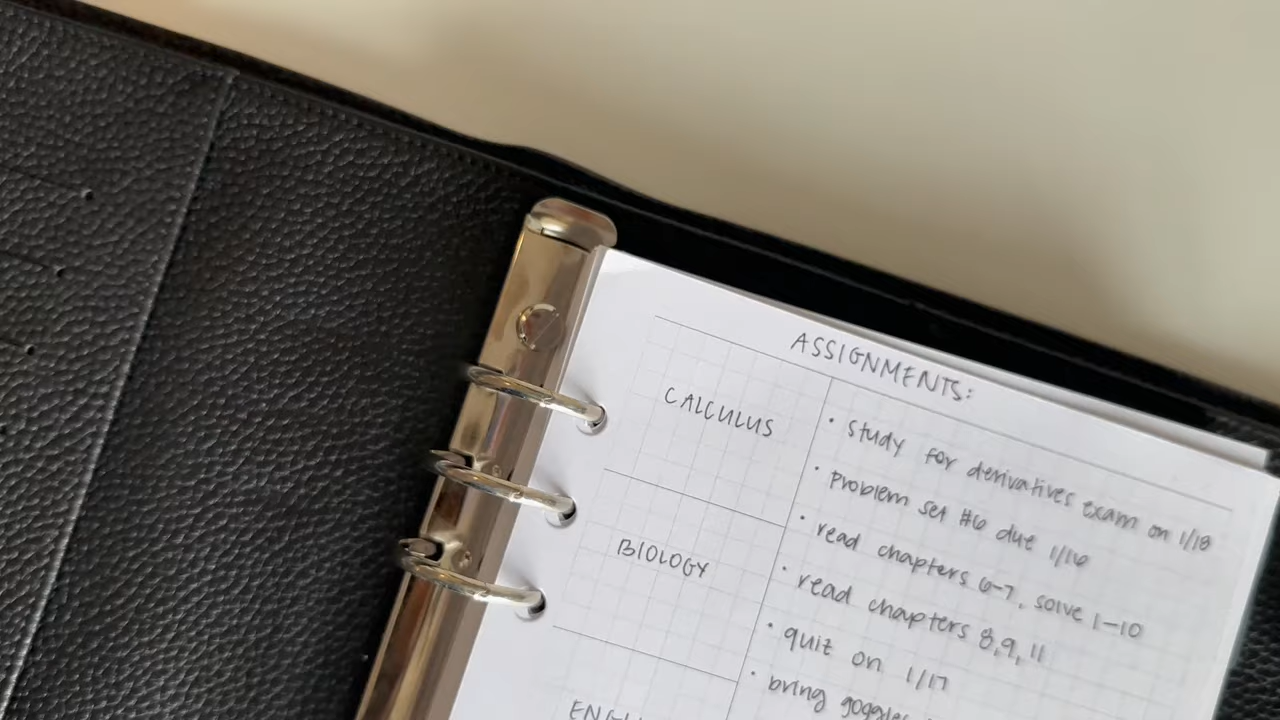 ASSIGNMENTS:
CALCULUS
• study for derivatives exam on 1/18
• problem set #6 due 1/16
• read chapters 6-7, solve 1-10
BIOLOGY
• read chapters 8,9,11
• quiz on 1/17
• bring goggles